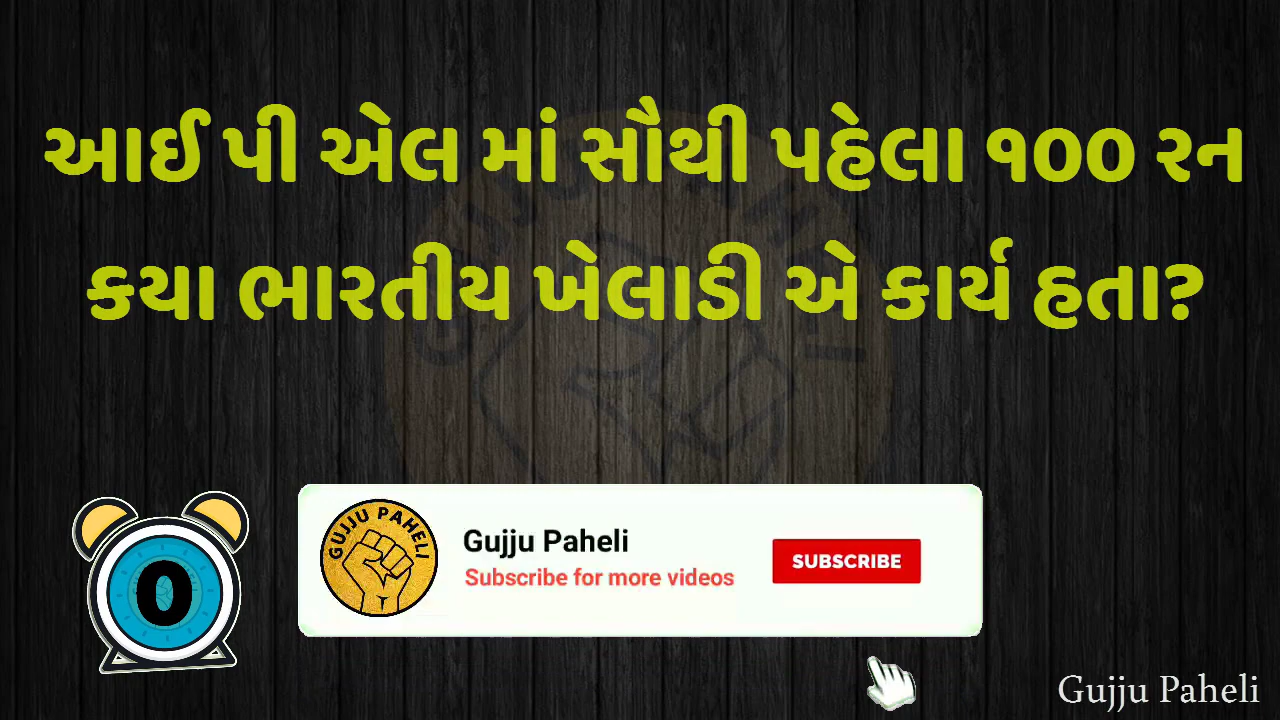 આઈ પી એલ માં સૌથી પહેલા ૧૦૦ રન
કયા ભારતીય ખેલાડી એ કાર્ય હતા?
0
GUJJU PAHELI
Gujju Paheli
Subscribe for more videos
SUBSCRIBE
Gujju Paheli